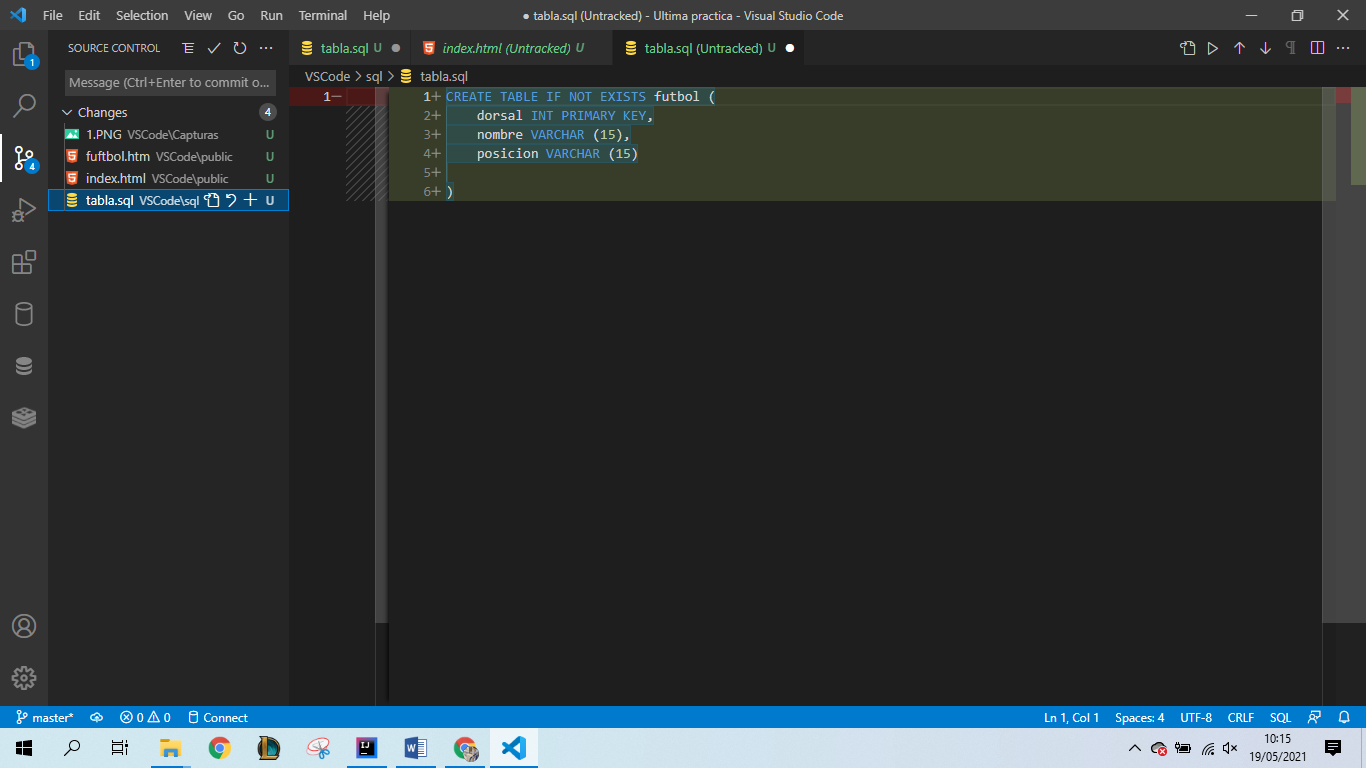 File Edit Selection View Go Run Terminal Help
● tabla.sql (Untracked) - Ultima practica - Visual Studio Code
SOURCE CONTROL
tabla.sql U
index.html (Untracked) U
tabla.sql (Untracked) U
1
Message (Ctrl+Enter to commit o...
VSCode > sql > tabla.sql
Changes 4
1.PNG VSCode\Capturas U
fuftbol.htm VSCode\public U
index.html VSCode\public U
tabla.sql VSCode\sql U
4
1—
1+ CREATE TABLE IF NOT EXISTS futbol (
2+ dorsal INT PRIMARY KEY,
3+ nombre VARCHAR (15),
4+ posicion VARCHAR (15)
5+
6+ )
master* 0 0 Connect
Ln 1, Col 1 Spaces: 4 UTF-8 CRLF SQL
10:15
19/05/2021